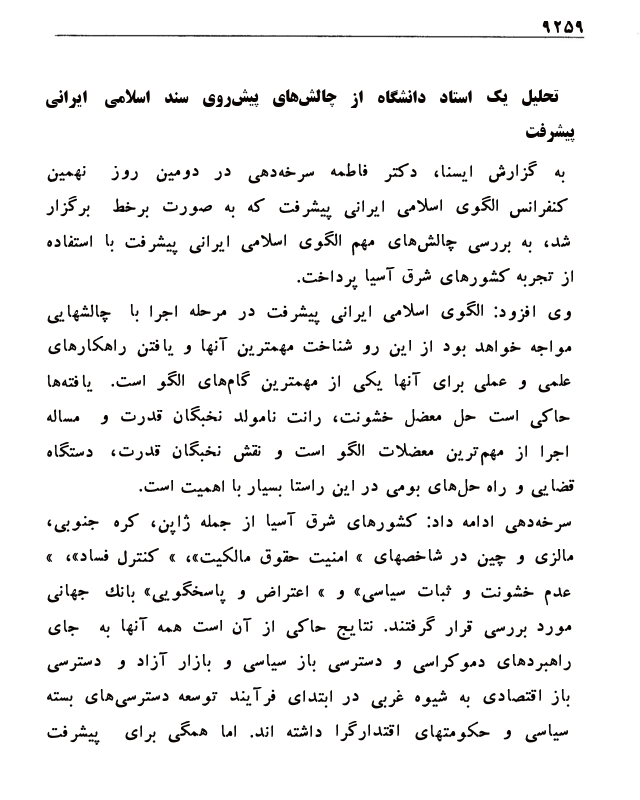 ۹۲۵۹
تحلیل یک استاد دانشگاه از چالش‌های پیش‌روی سند اسلامی ایرانی
پیشرفت
به گزارش ایسنا، دکتر فاطمه سرخه‌دهی در دومین روز نهمین
کنفرانس الگوی اسلامی ایرانی پیشرفت که به صورت برخط برگزار
شد، به بررسی چالش‌های مهم الگوی اسلامی ایرانی پیشرفت با استفاده
از تجربه کشورهای شرق آسیا پرداخت.
وی افزود: الگوی اسلامی ایرانی پیشرفت در مرحله اجرا با چالشهایی
مواجه خواهد بود از این رو شناخت مهمترین آنها و یافتن راهکارهای
علمی و عملی برای آنها یکی از مهمترین گام‌های الگو است. یافته‌ها
حاکی است حل معضل خشونت، رانت نامولد نخبگان قدرت و مساله
اجرا از مهم‌ترین معضلات الگو است و نقش نخبگان قدرت، دستگاه
قضایی و راه حل‌های بومی در این راستا بسیار با اهمیت است.
سرخه‌دهی ادامه داد: کشورهای شرق آسیا از جمله ژاپن، کره جنوبی،
مالزی و چین در شاخصهای » امنیت حقوق مالکیت»، » کنترل فساد»، »
عدم خشونت و ثبات سیاسی» و » اعتراض و پاسخگویی» بانک جهانی
مورد بررسی قرار گرفتند. نتایج حاکی از آن است همه آنها به جای
راهبردهای دموکراسی و دسترسی باز سیاسی و بازار آزاد و دسترسی
باز اقتصادی به شیوه غربی در ابتدای فرآیند توسعه دسترسی‌های بسته
سیاسی و حکومتهای اقتدارگرا داشته اند. اما همگی برای پیشرفت